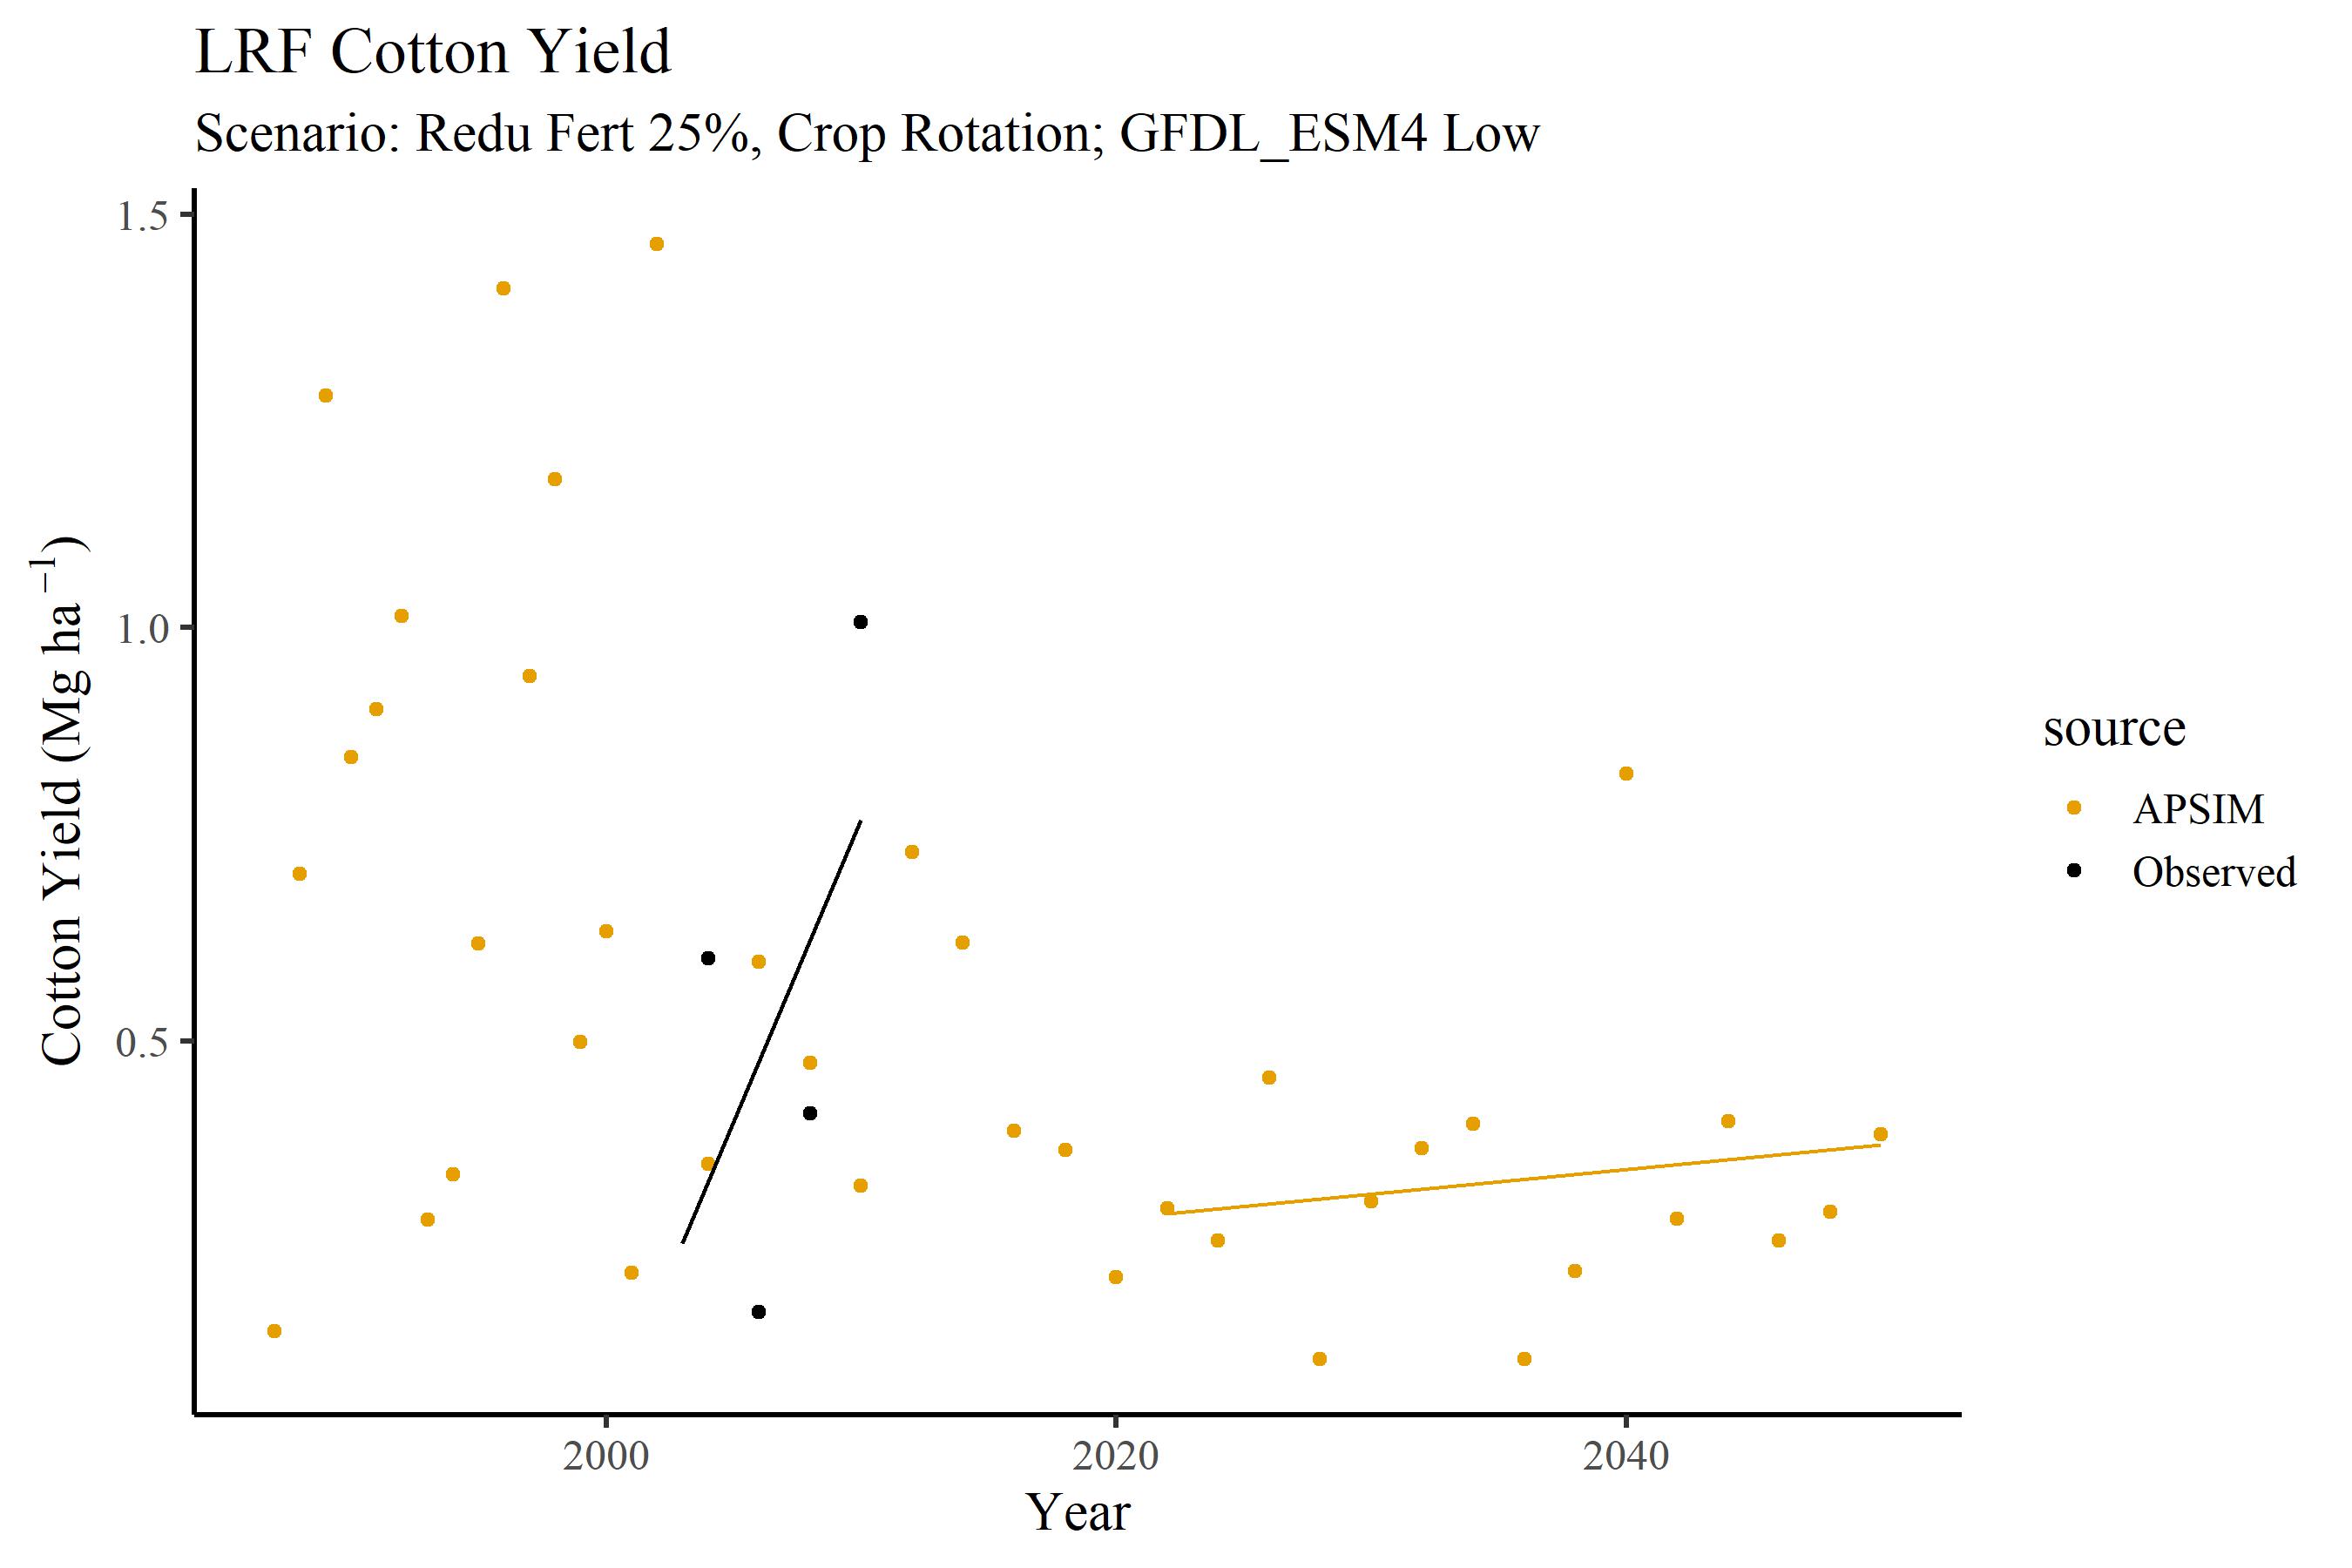 LRF Cotton Yield
Scenario: Redu Fert 25%, Crop Rotation; GFDL_ESM4 Low
Cotton Yield (Mg ha⁻¹)
1.5
1.0
0.5
2000
2020
2040
Year
source
APSIM
Observed